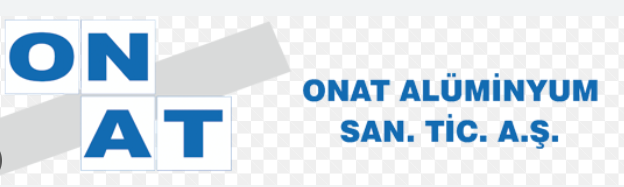 ON
AT
ONAT ALÜMİNYUM
SAN. TİC. A.Ş.